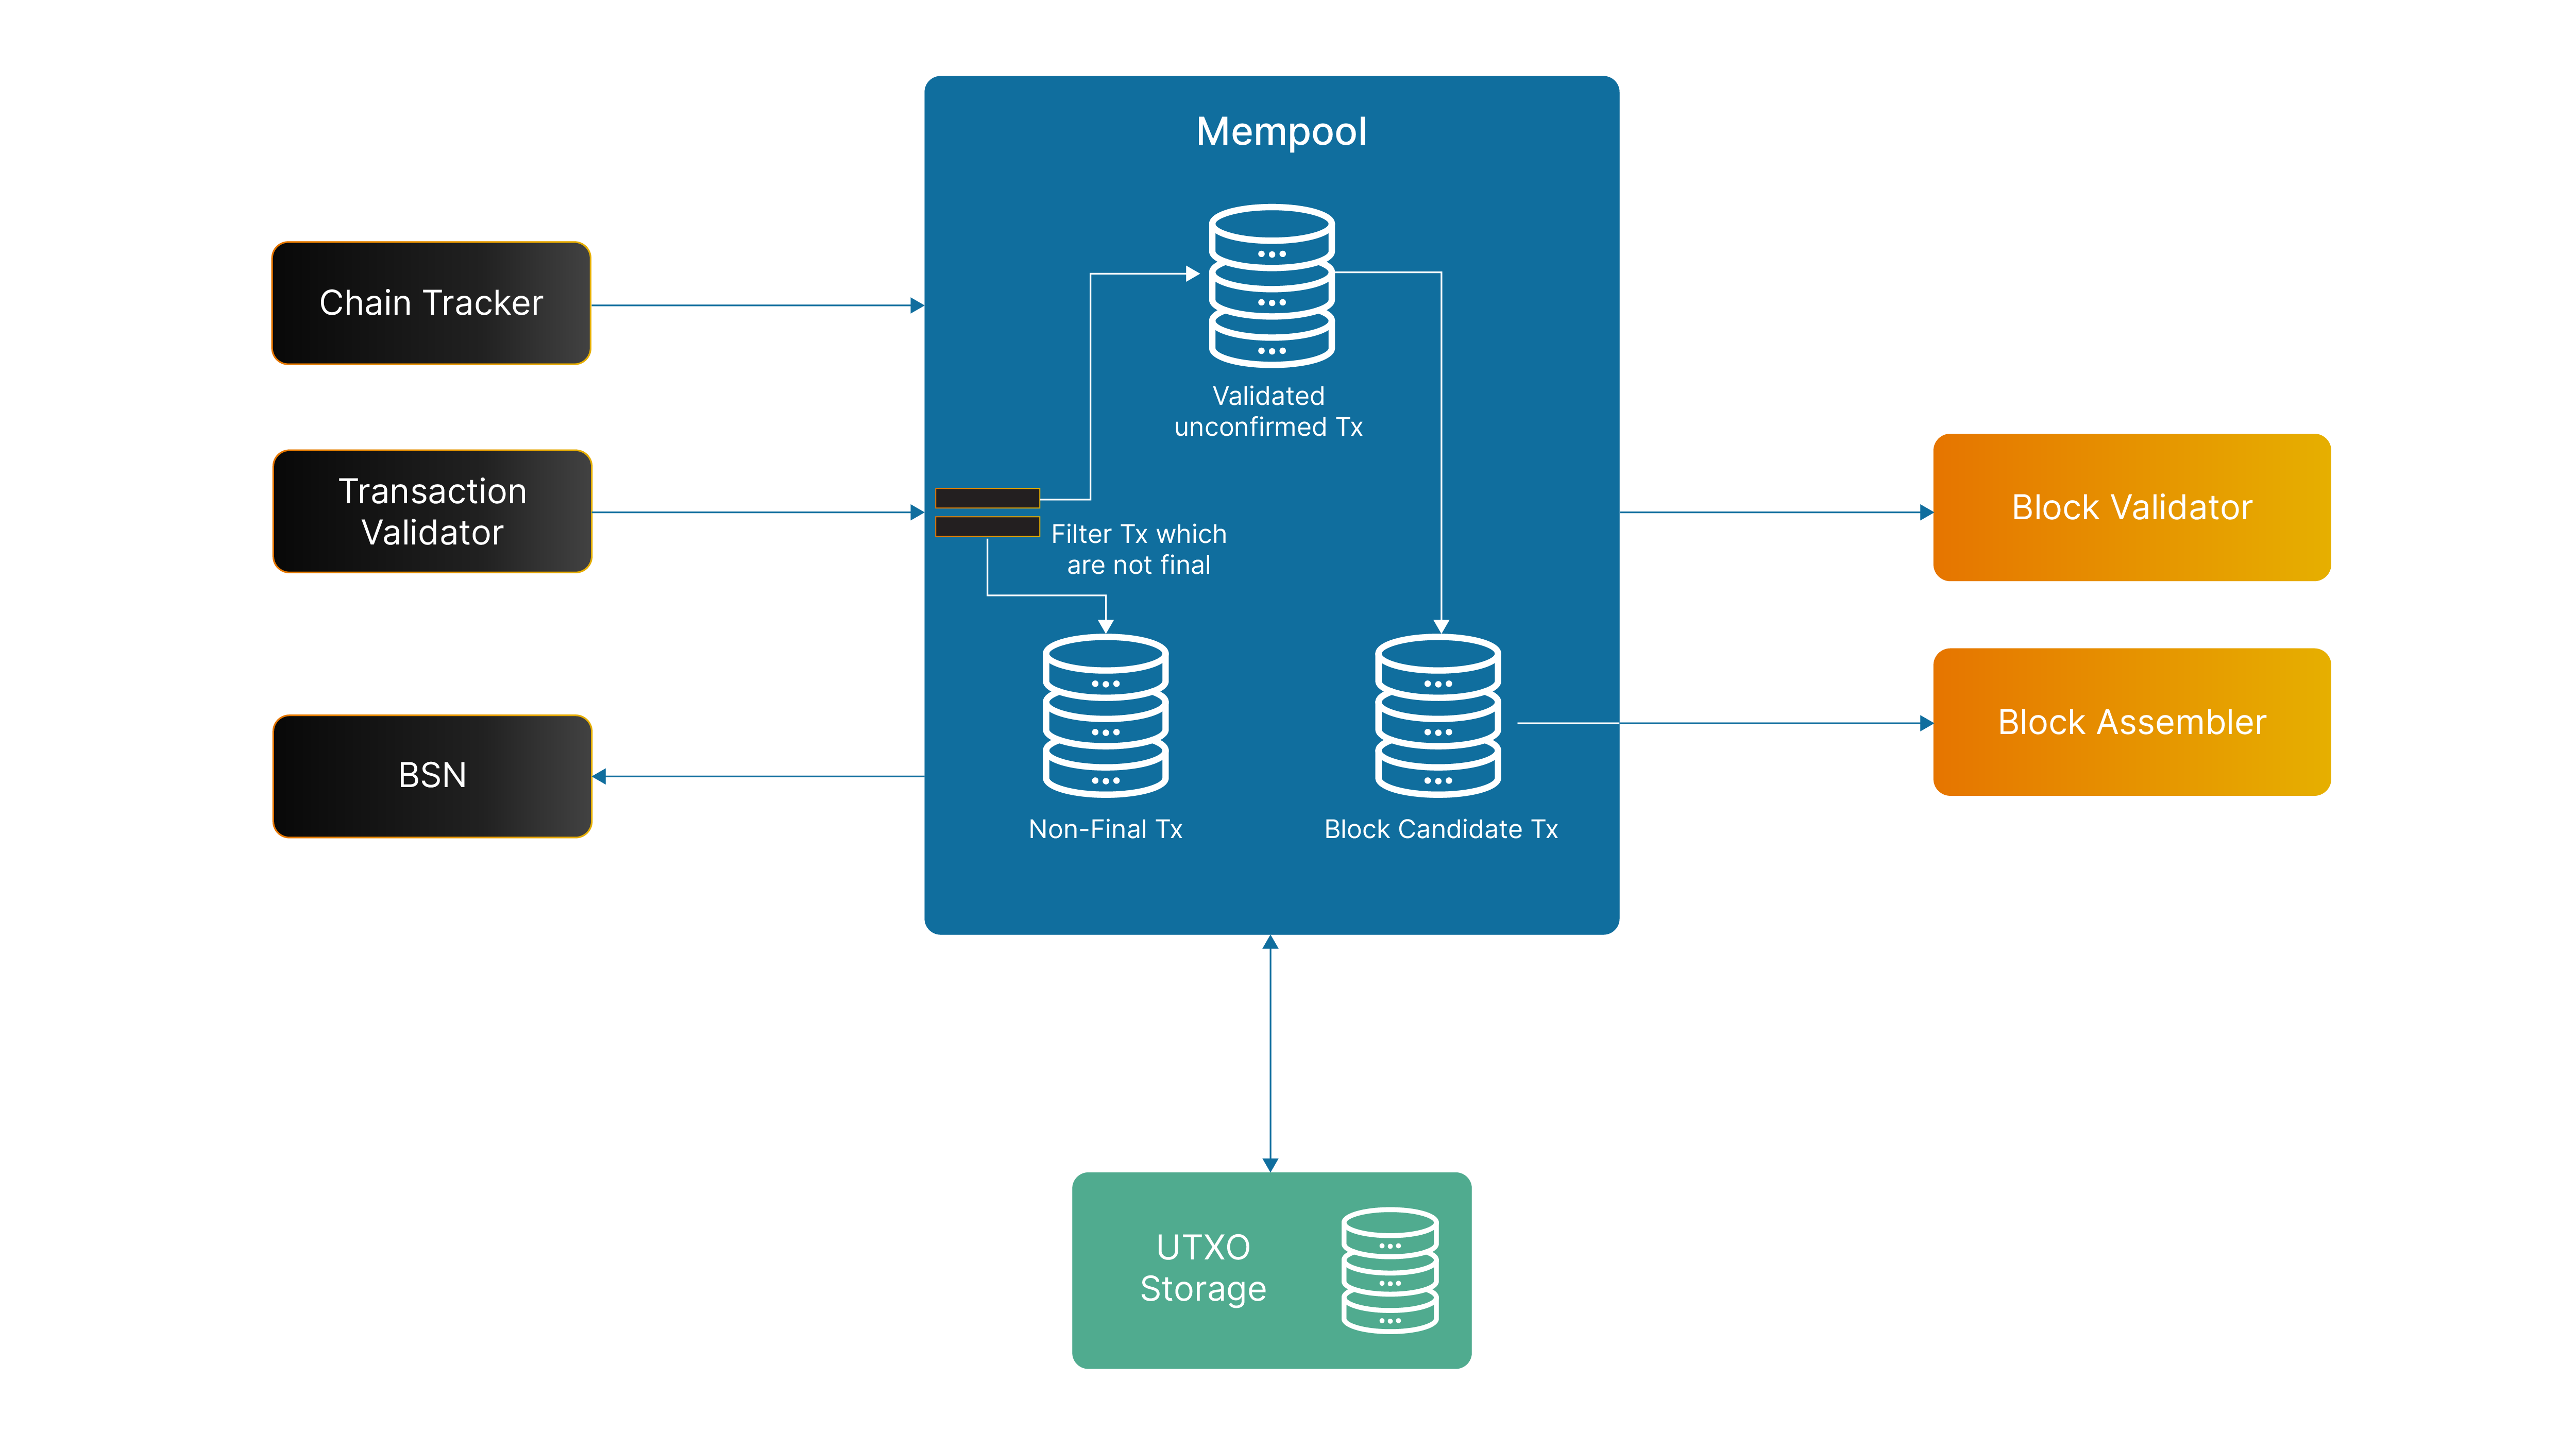 Mempool
Chain Tracker
Validated
unconfirmed Tx
Transaction
Validator
Filter Tx which
are not final
Block Validator
Block Assembler
BSN
Non-Final Tx
Block Candidate Tx
UTXO
Storage